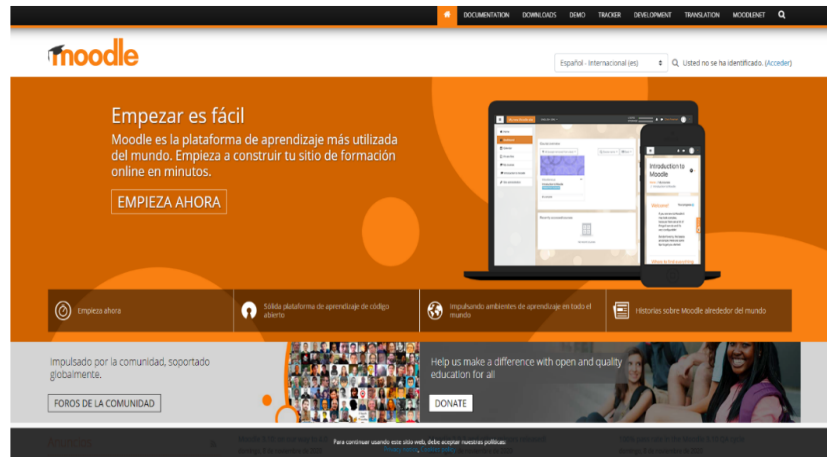 DOCUMENTATION DOWNLOADS DEMO TRACKER DEVELOPMENT TRANSLATION MOODLENET
moodle
Español - Internacional (es)
Usted no se ha identificado. (Acceder)
Empezar es fácil
Moodle es la plataforma de aprendizaje más utilizada
del mundo. Empieza a construir tu sitio de formación
online en minutos.
EMPIEZA AHORA
Introduction to
Moodle
Empieza ahora
Sólida plataforma de aprendizaje de código
abierto
Impulsando ambientes de aprendizaje en todo el
mundo
Historias sobre Moodle alrededor del mundo
Impulsado por la comunidad, soportado
globalmente.
FOROS DE LA COMUNIDAD
Help us make a difference with open and quality
education for all
DONATE
Para continuar usando este sitio web, debe aceptar nuestras políticas: